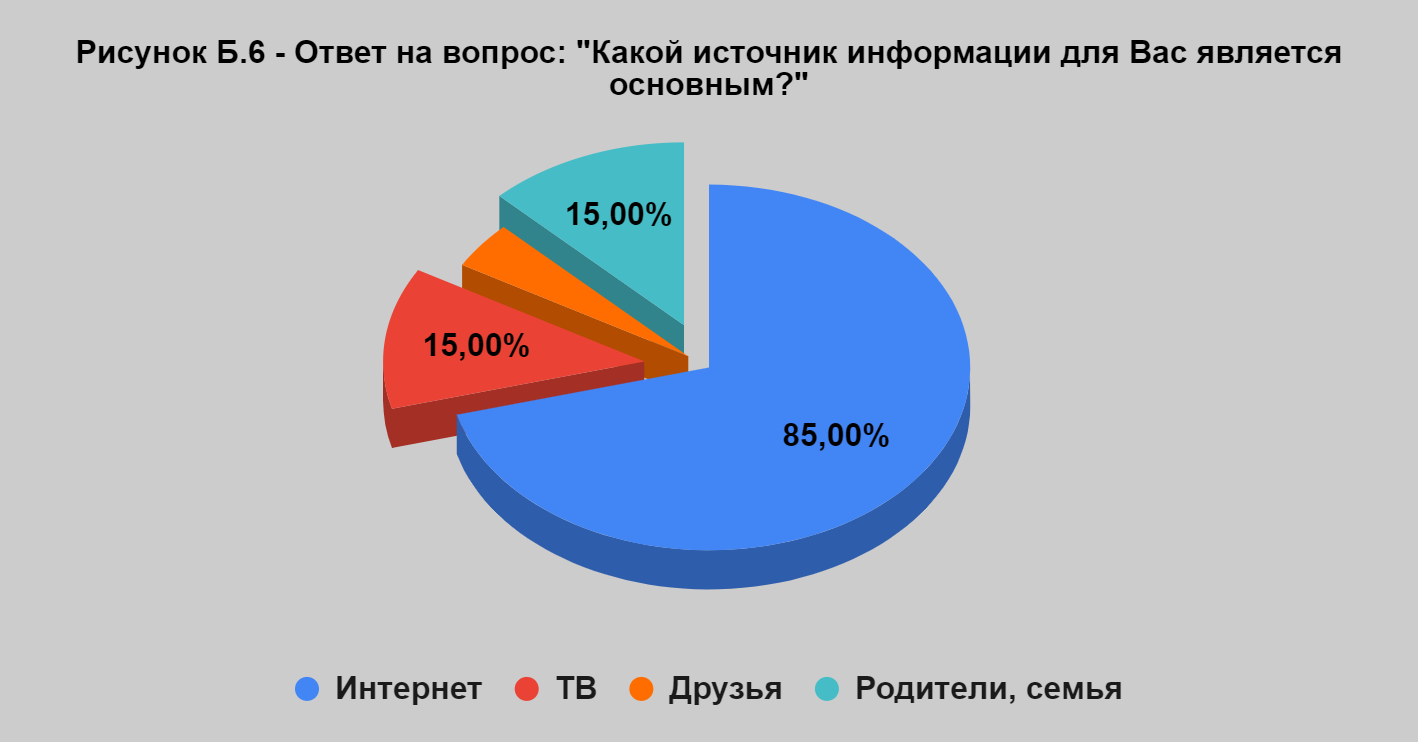 Рисунок Б.6 - Ответ на вопрос: "Какой источник информации для Вас является
основным?"
15,00%
15,00%
85,00%
Интернет ТВ Друзья Родители, семья